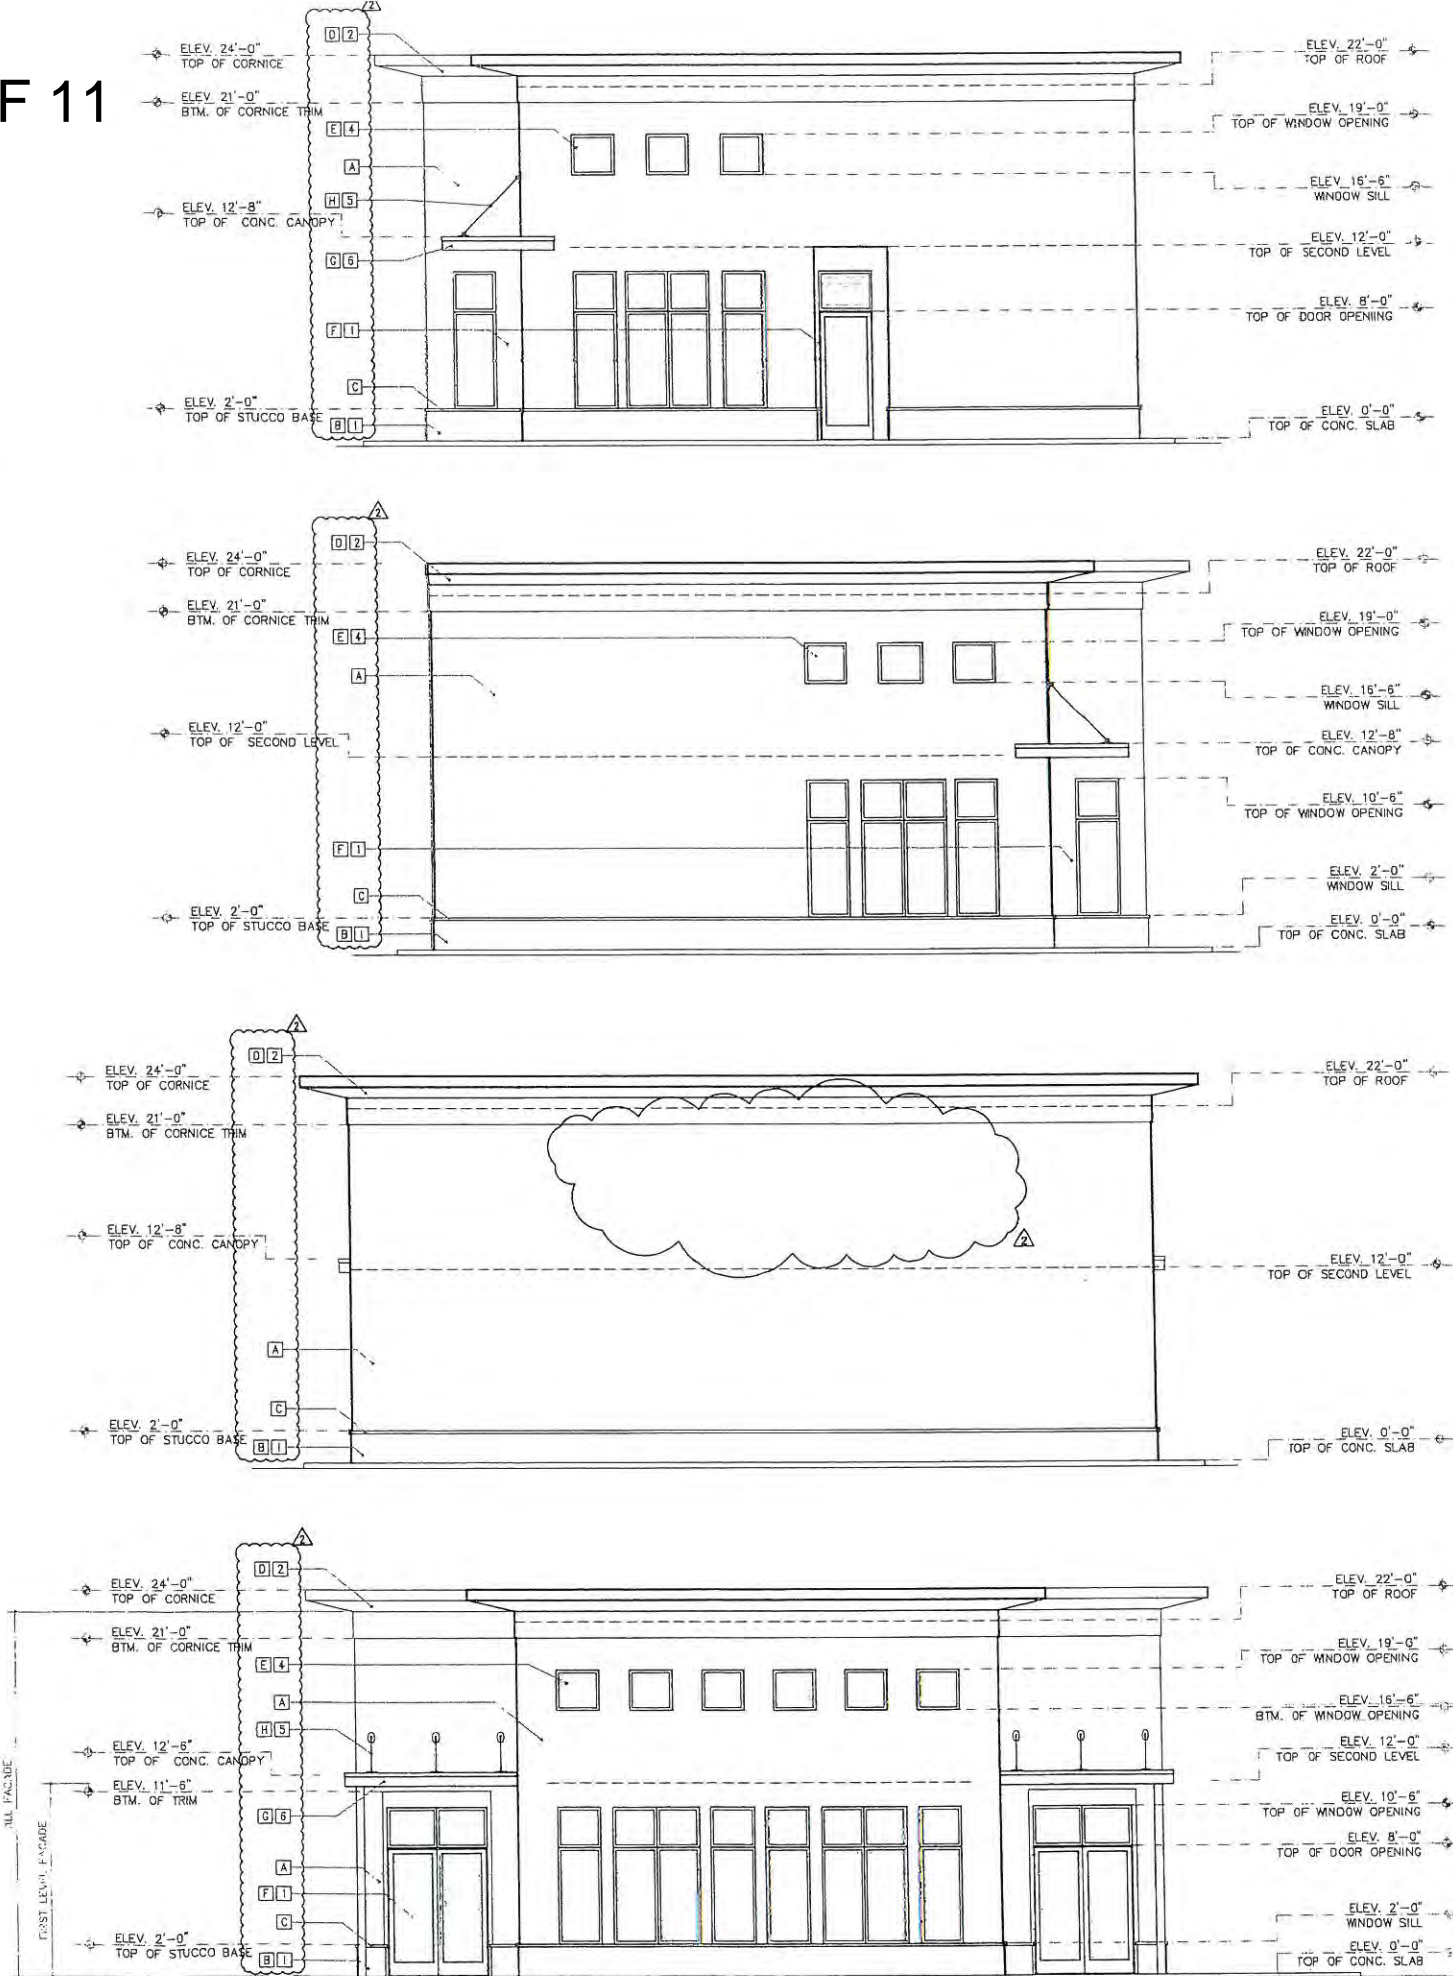 2
D 2
ELEV. 24'-0"
TOP OF CORNICE
ELEV. 22'-0"
TOP OF ROOF
F 11
ELEV. 21'-0"
BTM. OF CORNICE TRIM
ELEV. 19'-0"
TOP OF WINDOW OPENING
E 4
A
ELEV. 16'-6"
WINDOW SILL
H 5
ELEV. 12'-8"
TOP OF CONC. CANOPY
ELEV. 12'-0"
TOP OF SECOND LEVEL
G 6
ELEV. 8'-0"
TOP OF DOOR OPENING
F 1
C
ELEV. 2'-0"
TOP OF STUCCO BASE
B 1
ELEV. 0'-0"
TOP OF CONC. SLAB
2
D 2
ELEV. 24'-0"
TOP OF CORNICE
ELEV. 22'-0"
TOP OF ROOF
ELEV. 21'-0"
BTM. OF CORNICE TRIM
ELEV. 19'-0"
TOP OF WINDOW OPENING
E 4
A
ELEV. 16'-6"
WINDOW SILL
ELEV. 12'-0"
TOP OF SECOND LEVEL
ELEV. 12'-8"
TOP OF CONC. CANOPY
ELEV. 10'-6"
TOP OF WINDOW OPENING
F 1
ELEV. 2'-0"
WINDOW SILL
C
ELEV. 2'-0"
TOP OF STUCCO BASE
B 1
ELEV. 0'-0"
TOP OF CONC. SLAB
2
D 2
ELEV. 24'-0"
TOP OF CORNICE
ELEV. 22'-0"
TOP OF ROOF
ELEV. 21'-0"
BTM. OF CORNICE TRIM
ELEV. 12'-8"
TOP OF CONC. CANOPY
2
ELEV. 12'-0"
TOP OF SECOND LEVEL
A
C
ELEV. 2'-0"
TOP OF STUCCO BASE
B 1
ELEV. 0'-0"
TOP OF CONC. SLAB
2
D 2
ELEV. 24'-0"
TOP OF CORNICE
ELEV. 22'-0"
TOP OF ROOF
ELEV. 21'-0"
BTM. OF CORNICE TRIM
ELEV. 19'-0"
TOP OF WINDOW OPENING
E 4
A
ELEV. 16'-6"
BTM. OF WINDOW OPENING
H 5
ELEV. 12'-6"
TOP OF CONC. CANOPY
ELEV. 12'-0"
TOP OF SECOND LEVEL
ELEV. 11'-6"
BTM. OF TRIM
ELEV. 10'-6"
TOP OF WINDOW OPENING
G 6
ELEV. 8'-0"
TOP OF DOOR OPENING
A
F 1
C
ELEV. 2'-0"
WINDOW SILL
ELEV. 2'-0"
TOP OF STUCCO BASE
B 1
ELEV. 0'-0"
TOP OF CONC. SLAB
FACADE
FIRST LEVEL FACADE